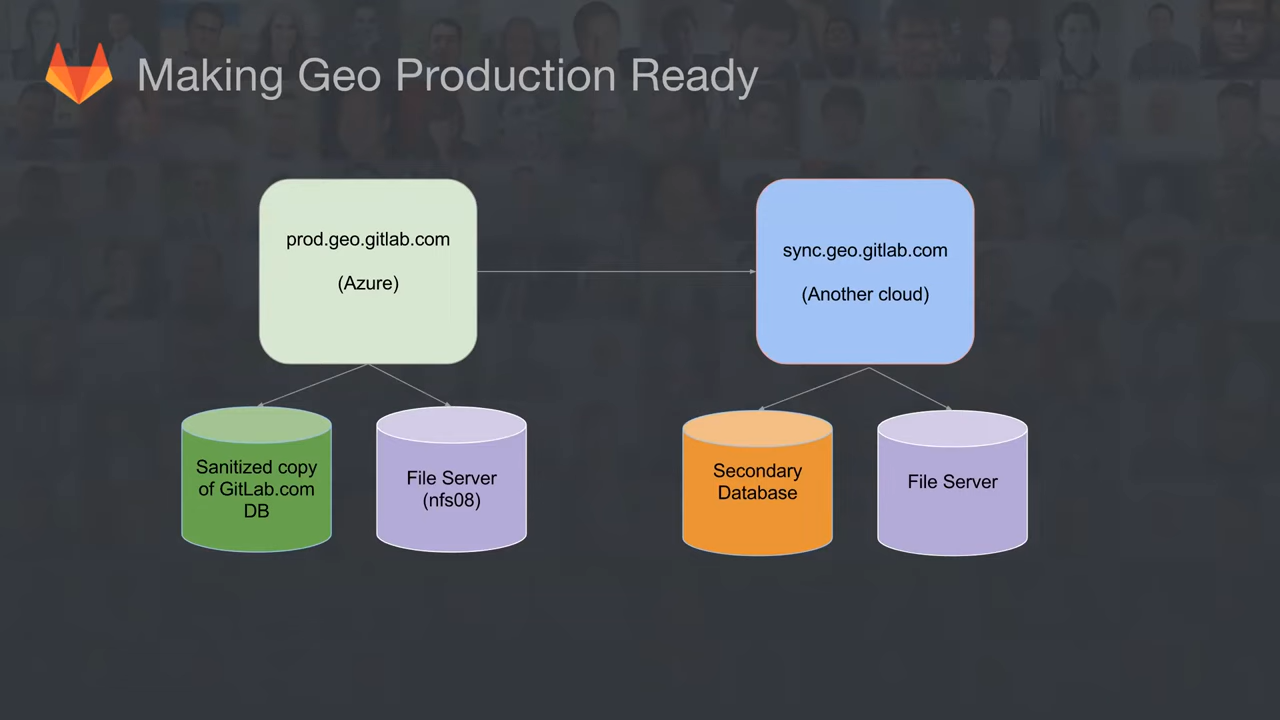 Making Geo Production Ready
prod.geo.gitlab.com
(Azure)
sync.geo.gitlab.com
(Another cloud)
Sanitized copy
of GitLab.com
DB
File Server
(nfs08)
Secondary
Database
File Server